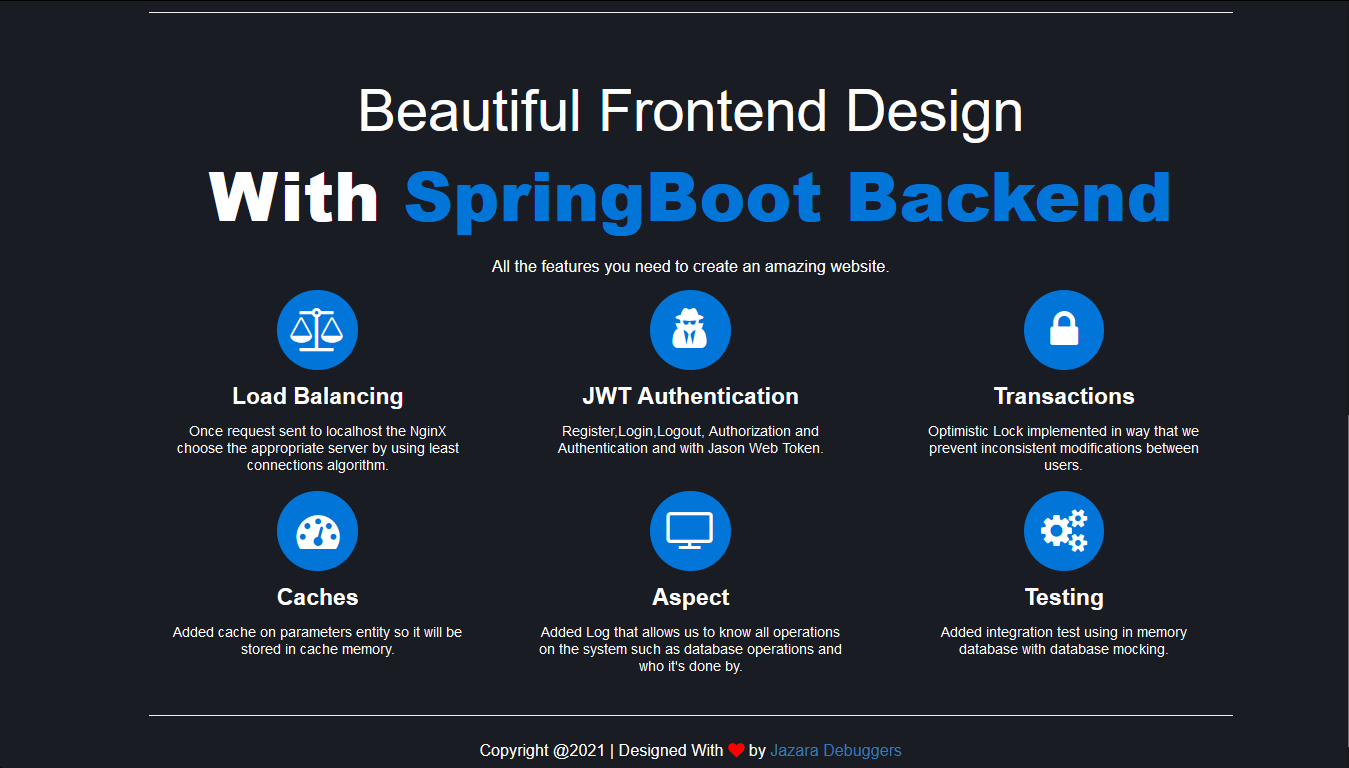 Beautiful Frontend Design
With SpringBoot Backend
All the features you need to create an amazing website.
Load Balancing
Once request sent to localhost the NginX
choose the appropriate server by using least
connections algorithm.
JWT Authentication
Register,Login,Logout, Authorization and
Authentication and with Jason Web Token.
Transactions
Optimistic Lock implemented in way that we
prevent inconsistent modifications between
users.
Caches
Added cache on parameters entity so it will be
stored in cache memory.
Aspect
Added Log that allows us to know all operations
on the system such as database operations and
who it's done by.
Testing
Added integration test using in memory
database with database mocking.
Copyright @2021 | Designed With ❤ by Jazara Debuggers